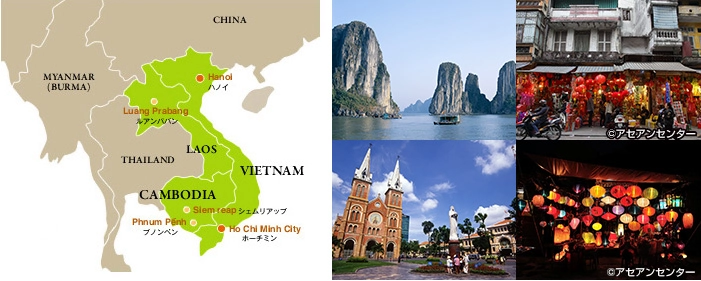 CHINA
MYANMAR
(BURMA)
Hanoi
ハノイ
Luang Prabang
ルアンパバン
LAOS
THAILAND
VIETNAM
CAMBODIA
Siem reap シェムリアップ
Phnum Pénh
プノンペン
Ho Chi Minh City
ホーチミン
©アセアンセンター
©アセアンセンター